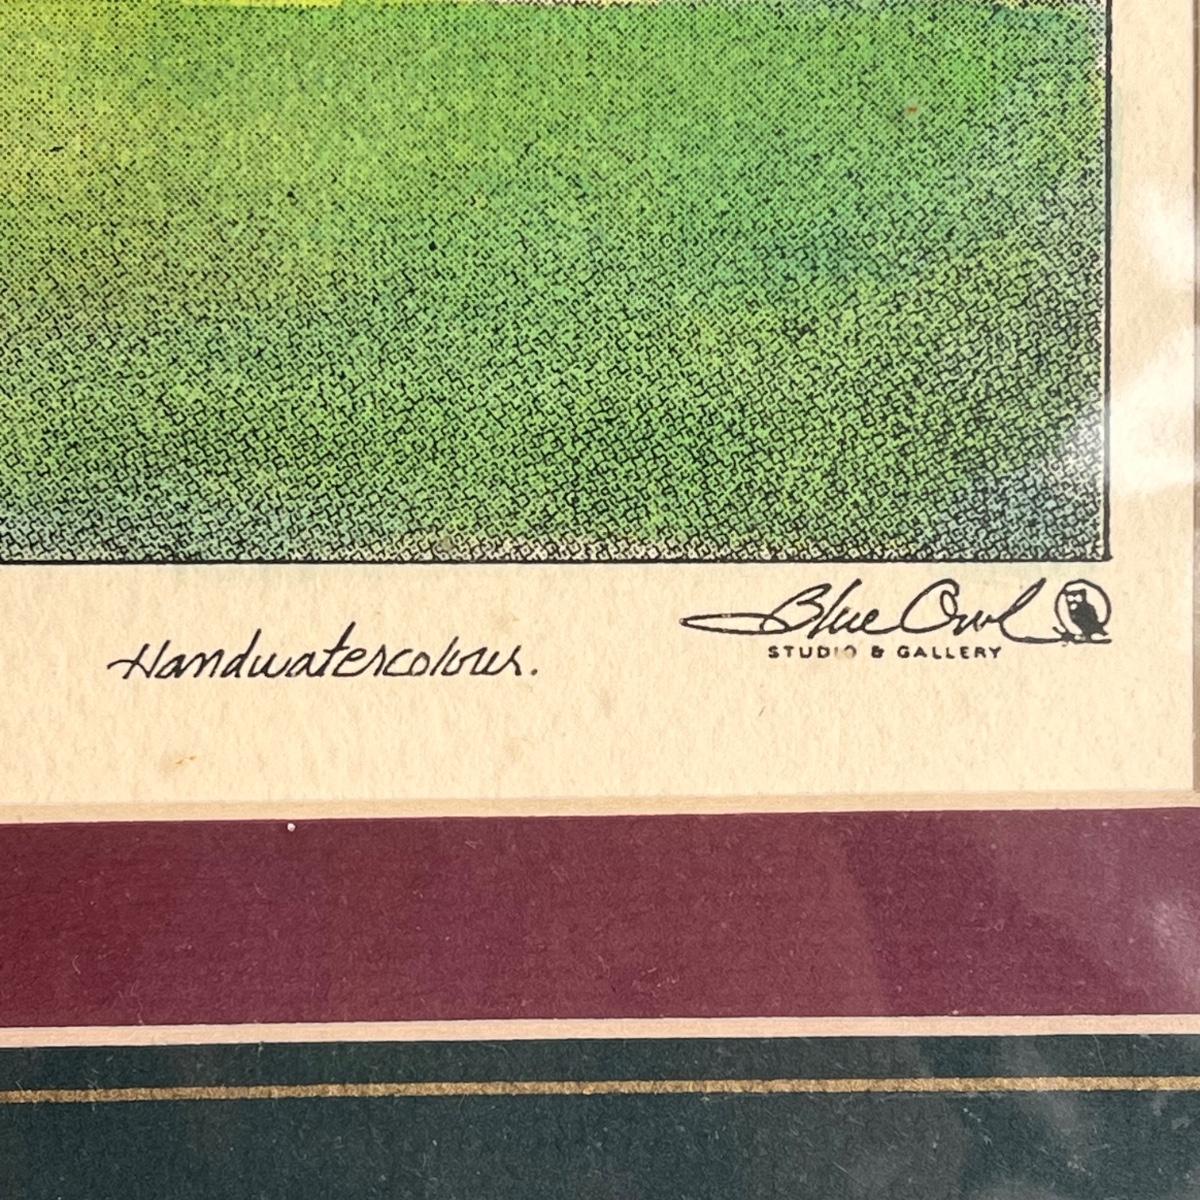 Handwatercolour.
Blue Owl
STUDIO & GALLERY